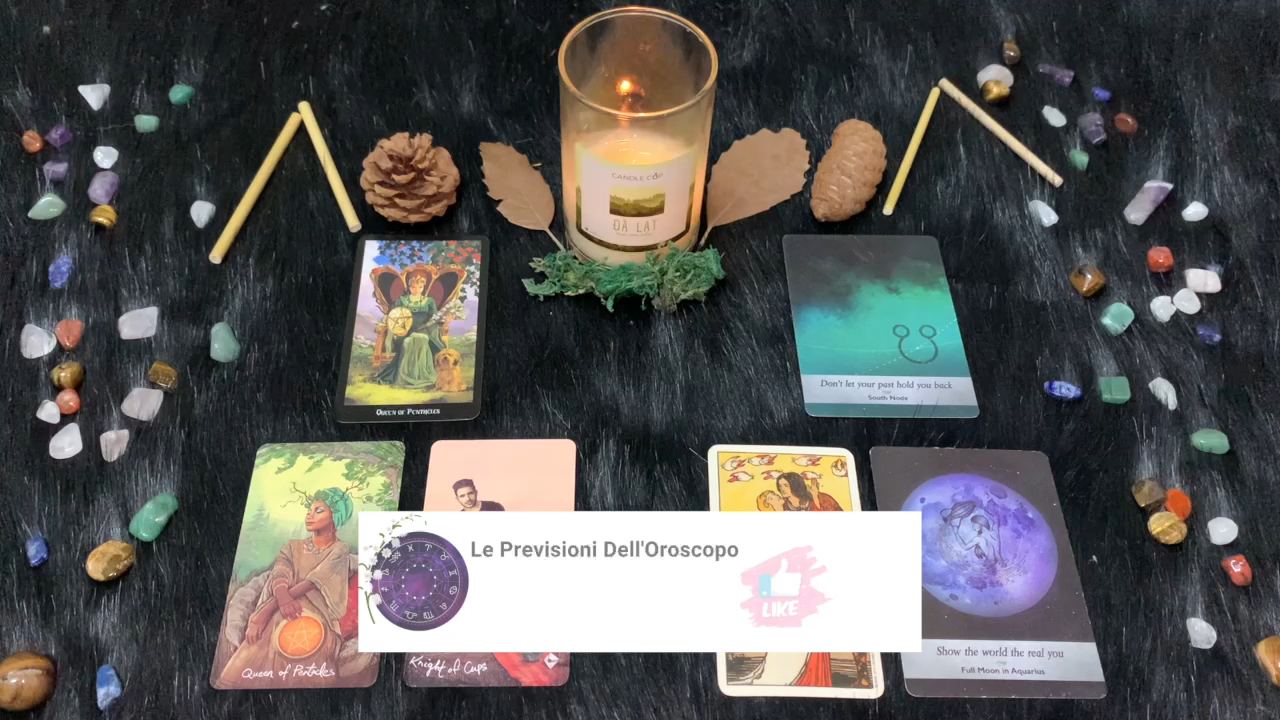 CANDLE CUP
ĐÀ LẠT
QUEEN OF PENTACLES
Don't let your past hold you back
South Node
Le Previsioni Dell'Oroscopo
LIKE
Show the world the real you
Full Moon in Aquarius
Queen of Pentacles
Knight of Cups